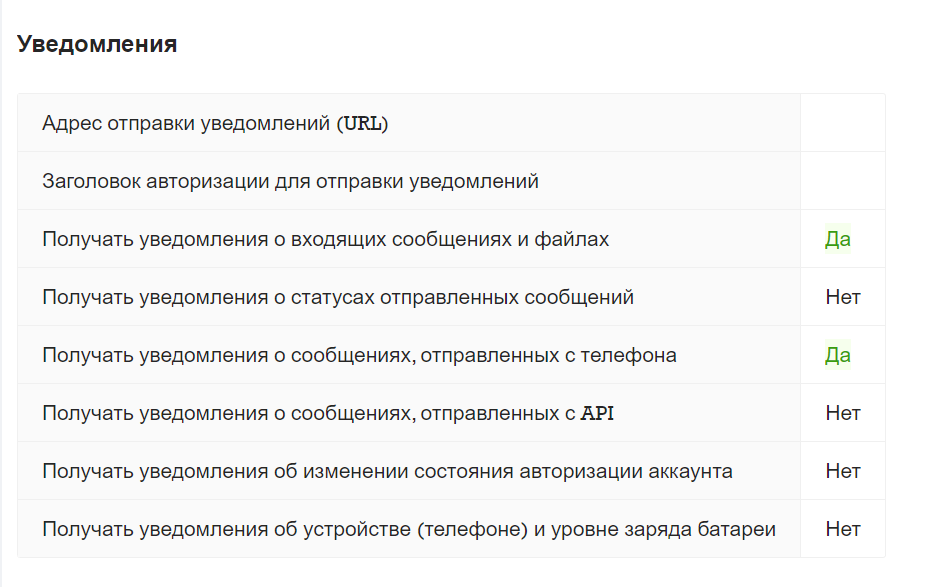 Уведомления
Адрес отправки уведомлений (URL)
Заголовок авторизации для отправки уведомлений
Получать уведомления о входящих сообщениях и файлах Да
Получать уведомления о статусах отправленных сообщений Нет
Получать уведомления о сообщениях, отправленных с телефона Да
Получать уведомления о сообщениях, отправленных с API Нет
Получать уведомления об изменении состояния авторизации аккаунта Нет
Получать уведомления об устройстве (телефоне) и уровне заряда батареи Нет